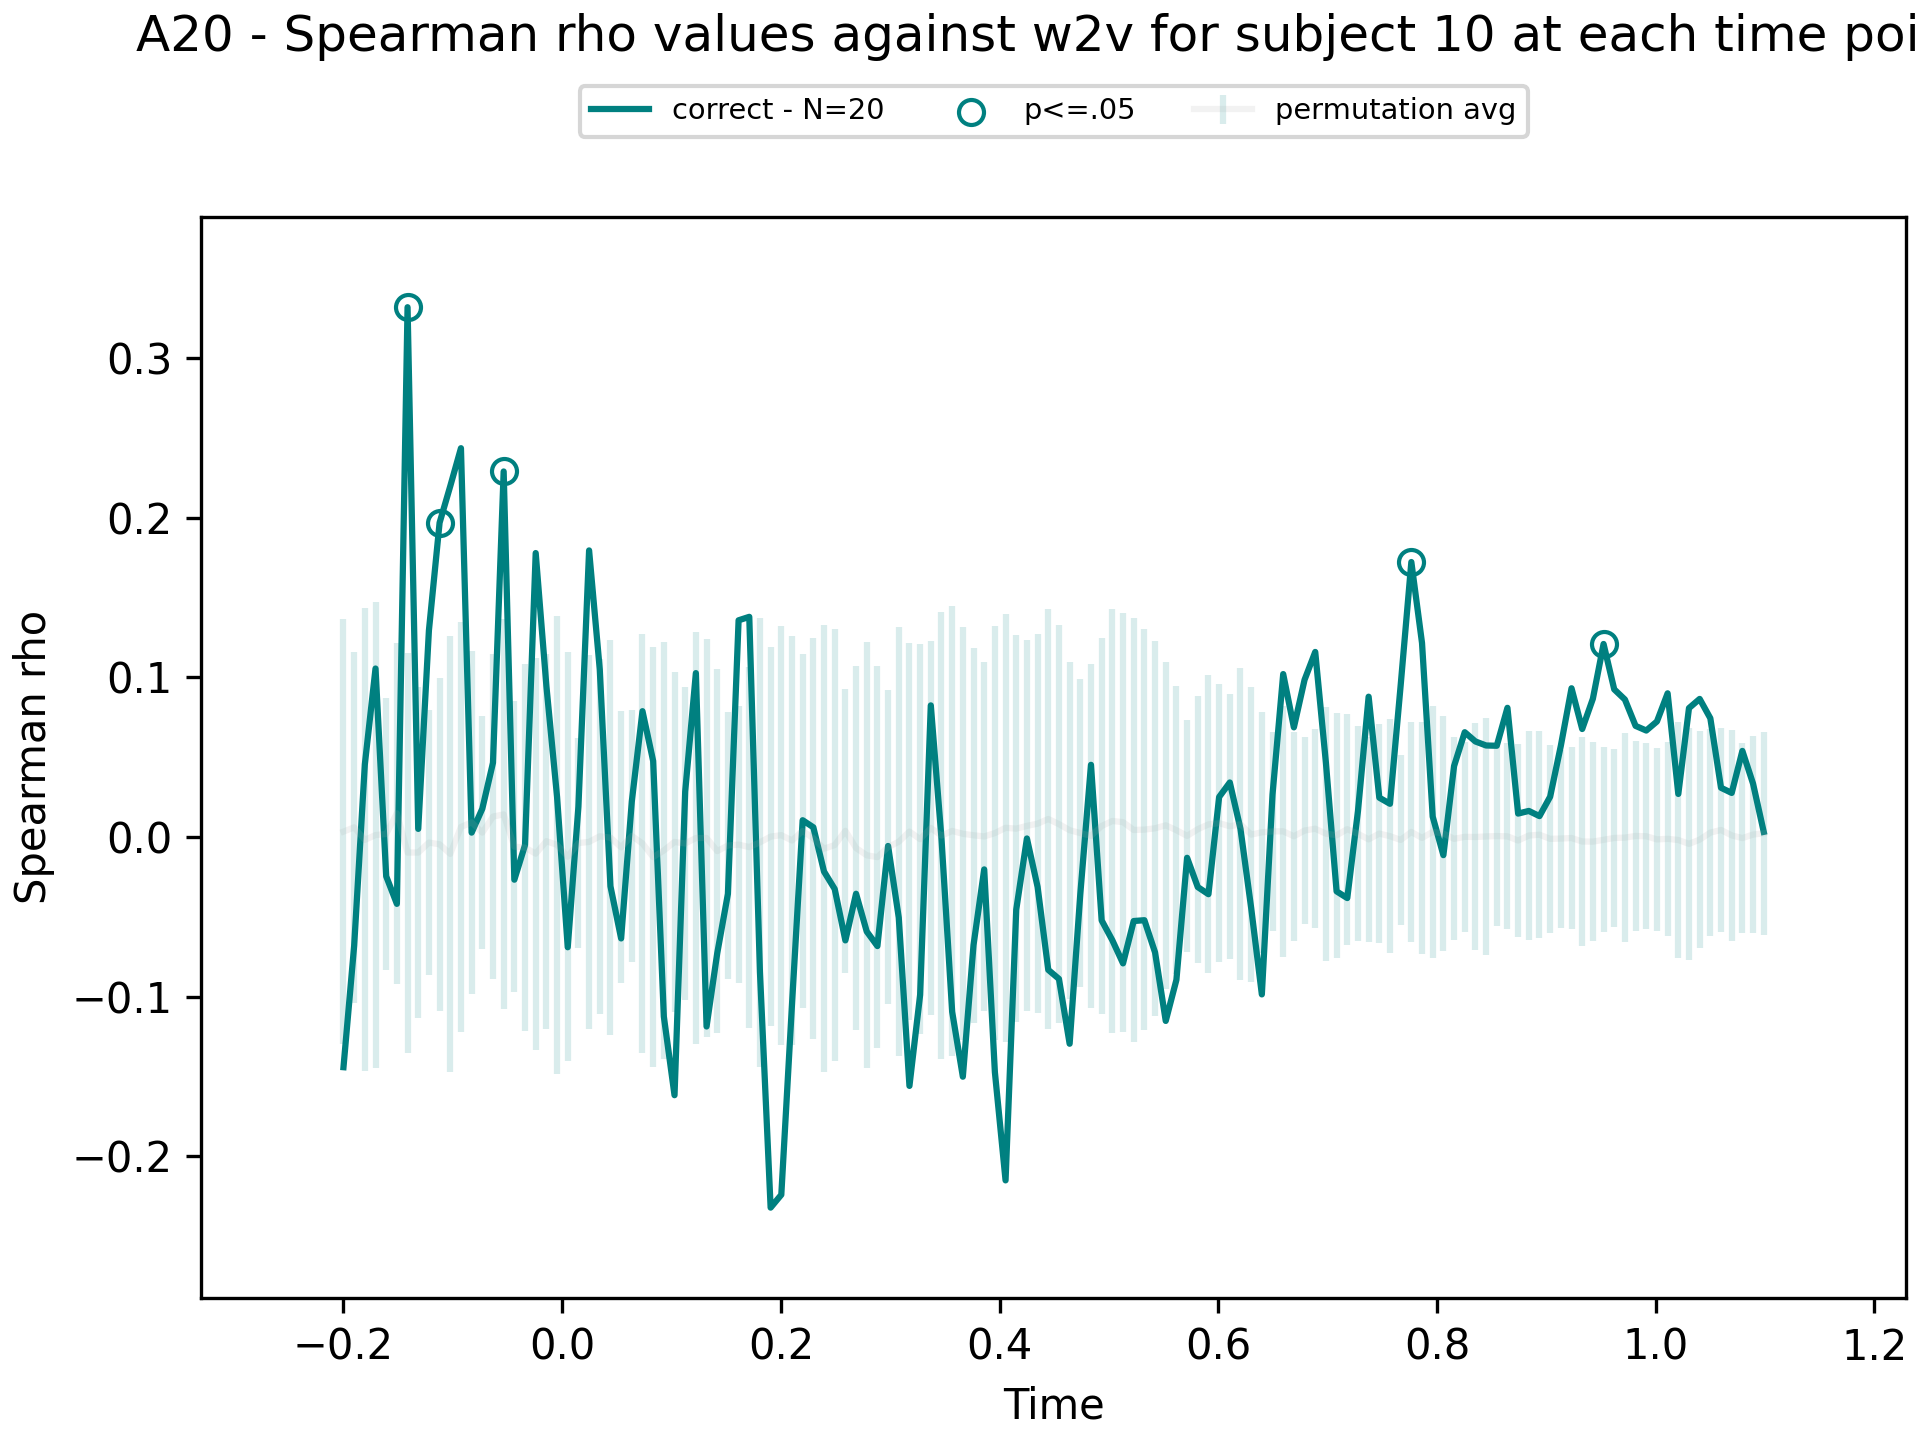 A20 - Spearman rho values against w2v for subject 10 at each time poi
correct - N=20
p<=.05
permutation avg
Spearman rho
0.3
0.2
0.1
0.0
−0.1
−0.2
−0.2
0.0
0.2
0.4
0.6
0.8
1.0
1.2
Time